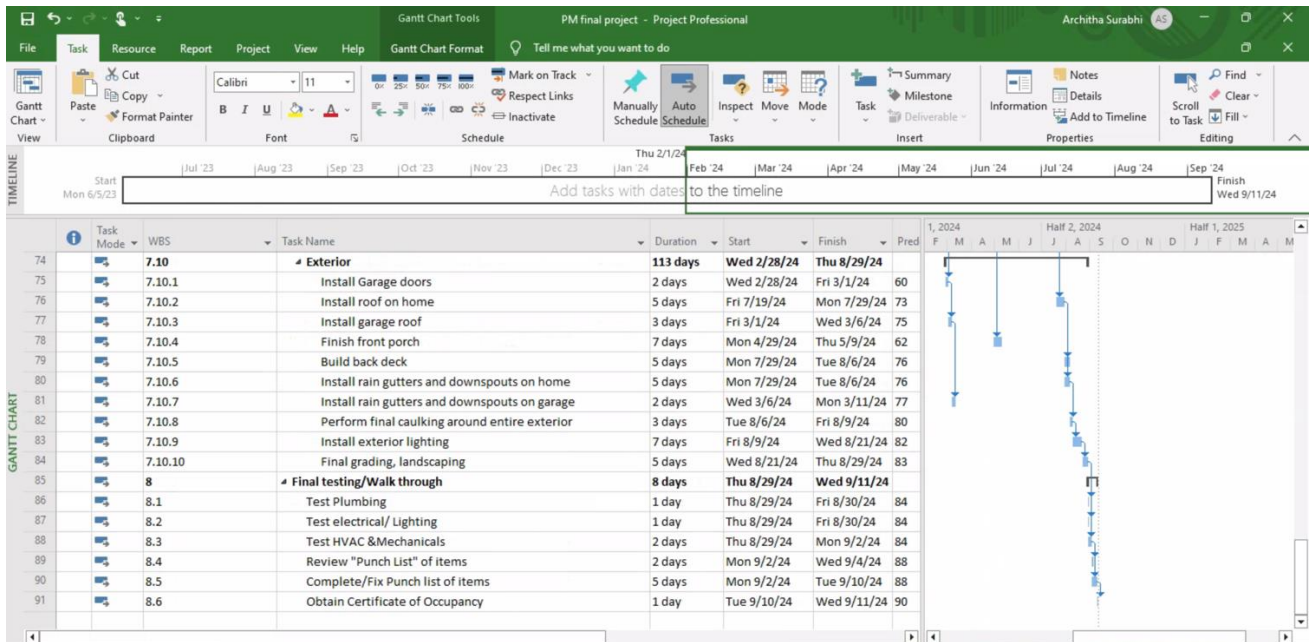 Gantt Chart Tools PM final project - Project Professional Architha Surabhi AS
File Task Resource Report Project View Help Gantt Chart Format Tell me what you want to do
Gantt Chart
View
Paste
Cut
Copy
Format Painter
Clipboard
Calibri 11
B I U A
Font
0× 25× 50× 75× 100×
Mark on Track
Respect Links
Inactivate
Schedule
Manually Schedule
Auto Schedule
Inspect
Move
Mode
Tasks
Task
Summary
Milestone
Deliverable
Insert
Information
Notes
Details
Add to Timeline
Properties
Scroll to Task
Find
Clear
Fill
Editing
TIMELINE
Thu 2/1/24
Jul '23 Aug '23 Sep '23 Oct '23 Nov '23 Dec '23 Jan '24 Feb '24 Mar '24 Apr '24 May '24 Jun '24 Jul '24 Aug '24 Sep '24
Start
Mon 6/5/23
Add tasks with dates to the timeline
Finish
Wed 9/11/24
GANTT CHART
Task Mode WBS Task Name Duration Start Finish Pred
1, 2024 Half 2, 2024 Half 1, 2025
F M A M J J A S O N D J F M A M
74 7.10 Exterior 113 days Wed 2/28/24 Thu 8/29/24
75 7.10.1 Install Garage doors 2 days Wed 2/28/24 Fri 3/1/24 60
76 7.10.2 Install roof on home 5 days Fri 7/19/24 Mon 7/29/24 73
77 7.10.3 Install garage roof 3 days Fri 3/1/24 Wed 3/6/24 75
78 7.10.4 Finish front porch 7 days Mon 4/29/24 Thu 5/9/24 62
79 7.10.5 Build back deck 5 days Mon 7/29/24 Tue 8/6/24 76
80 7.10.6 Install rain gutters and downspouts on home 5 days Mon 7/29/24 Tue 8/6/24 76
81 7.10.7 Install rain gutters and downspouts on garage 2 days Wed 3/6/24 Mon 3/11/24 77
82 7.10.8 Perform final caulking around entire exterior 3 days Tue 8/6/24 Fri 8/9/24 80
83 7.10.9 Install exterior lighting 7 days Fri 8/9/24 Wed 8/21/24 82
84 7.10.10 Final grading, landscaping 5 days Wed 8/21/24 Thu 8/29/24 83
85 8 Final testing/Walk through 8 days Thu 8/29/24 Wed 9/11/24
86 8.1 Test Plumbing 1 day Thu 8/29/24 Fri 8/30/24 84
87 8.2 Test electrical/ Lighting 1 day Thu 8/29/24 Fri 8/30/24 84
88 8.3 Test HVAC &Mechanicals 2 days Thu 8/29/24 Mon 9/2/24 84
89 8.4 Review "Punch List" of items 2 days Mon 9/2/24 Wed 9/4/24 88
90 8.5 Complete/Fix Punch list of items 5 days Mon 9/2/24 Tue 9/10/24 88
91 8.6 Obtain Certificate of Occupancy 1 day Tue 9/10/24 Wed 9/11/24 90